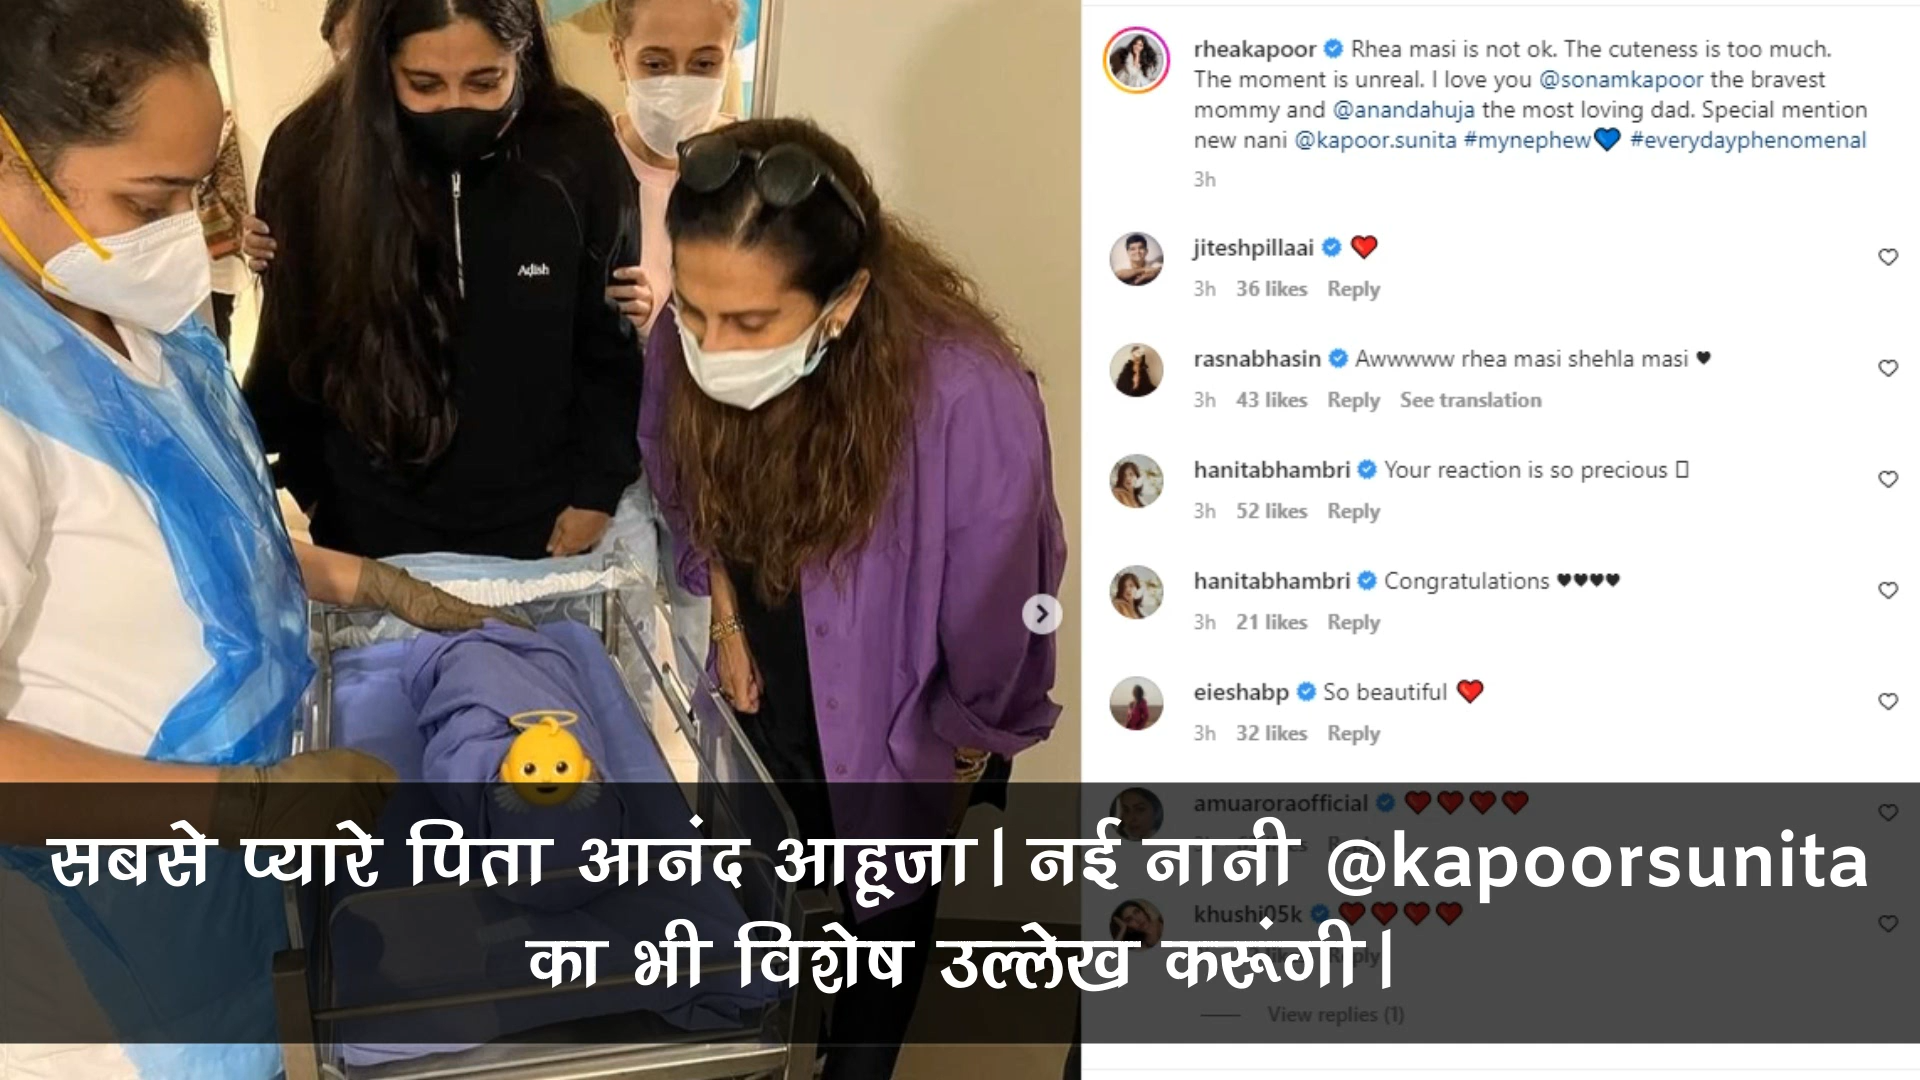 Adish
rheakapoor Rhea masi is not ok. The cuteness is too much.
The moment is unreal. I love you @sonamkapoor the bravest
mommy and @anandahuja the most loving dad. Special mention
new nani @kapoor.sunita #mynephew💙 #everydayphenomenal
3h
jiteshpillaai ❤️
3h 36 likes Reply
rasnabhasin Awwwww rhea masi shehla masi ♥
3h 43 likes Reply See translation
hanitabhambri Your reaction is so precious
3h 52 likes Reply
hanitabhambri Congratulations ♥♥♥♥
3h 21 likes Reply
eieshabp So beautiful ❤️
3h 32 likes Reply
amuaroraofficial ❤️❤️❤️❤️
khushi05k ❤️❤️❤️❤️
View replies (1)
सबसे प्यारे पिता आनंद आहूजा। नई नानी @kapoorsunita
का भी विशेष उल्लेख करूंगी।